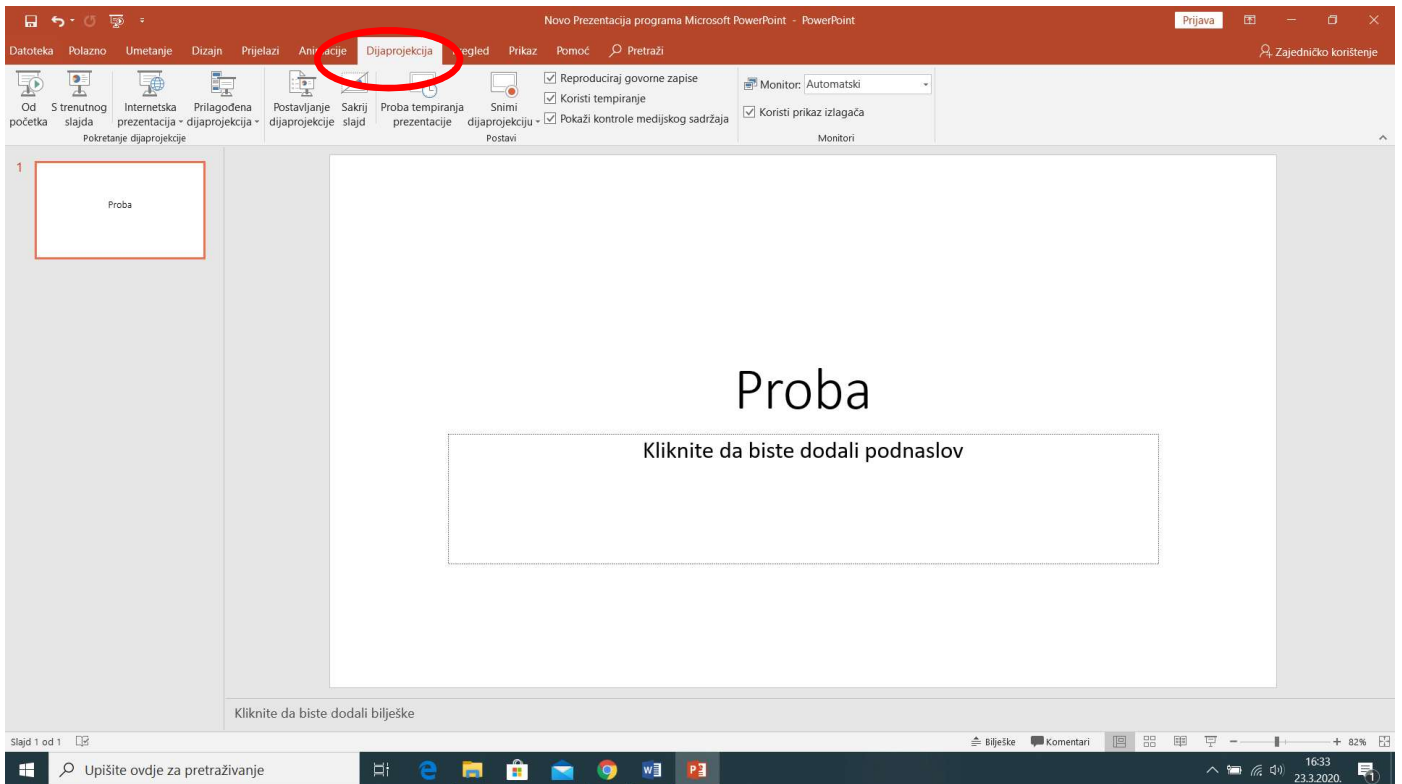 Novo Prezentacija programa Microsoft PowerPoint - PowerPoint
Prijava
Datoteka Polazno Umetanje Dizajn Prijelazi Dijaprojekcija Prikaz Pomoć Pretraži
Zajedničko korištenje
Od početka
S trenutnog slajda
Internetska prezentacija
Prilagođena dijaprojekcija
Pokretanje dijaprojekcije
Postavljanje dijaprojekcije
Sakrij slajd
Proba tempiranja prezentacije
Snimi dijaprojekciju
Reproduciraj govorne zapise
Koristi tempiranje
Pokaži kontrole medijskog sadržaja
Postavi
Monitor: Automatski
Koristi prikaz izlagača
Monitori
1
Proba
Proba
Kliknite da biste dodali podnaslov
Kliknite da biste dodali bilješke
Slajd 1 od 1
Bilješke Komentari
82%
Upišite ovdje za pretraživanje
16:33
23.3.2020.
1